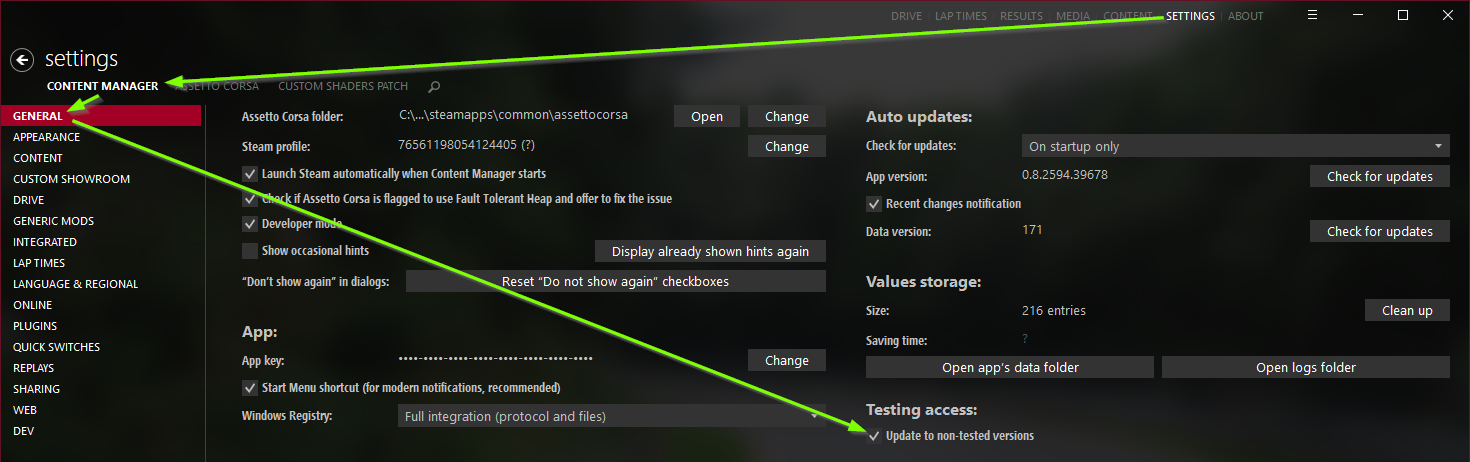 DRIVE LAP TIMES RESULTS MEDIA CONTENT SETTINGS ABOUT
settings
CONTENT MANAGER ASSETTO CORSA CUSTOM SHADERS PATCH
GENERAL
APPEARANCE
CONTENT
CUSTOM SHOWROOM
DRIVE
GENERIC MODS
INTEGRATED
LAP TIMES
LANGUAGE & REGIONAL
ONLINE
PLUGINS
QUICK SWITCHES
REPLAYS
SHARING
WEB
DEV
Assetto Corsa folder: C:\...\steamapps\common\assettocorsa Open Change
Steam profile: 76561198054124405 (?) Change
Launch Steam automatically when Content Manager starts
Check if Assetto Corsa is flagged to use Fault Tolerant Heap and offer to fix the issue
Developer mode
Show occasional hints Display already shown hints again
“Don’t show again” in dialogs: Reset “Do not show again” checkboxes
App:
App key: ••••-••••-••••-••••-••••-••••-••••-•••• Change
Start Menu shortcut (for modern notifications, recommended)
Windows Registry: Full integration (protocol and files)
Auto updates:
Check for updates: On startup only
App version: 0.8.2594.39678 Check for updates
Recent changes notification
Data version: 171 Check for updates
Values storage:
Size: 216 entries Clean up
Saving time: ?
Open app's data folder Open logs folder
Testing access:
Update to non-tested versions